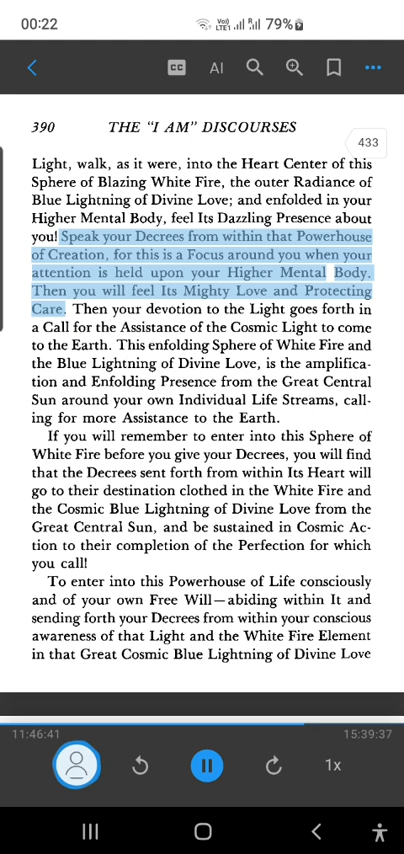 00:22
Vo))
LTE1
79%
CC
AI
390
THE "I AM" DISCOURSES
433
Light, walk, as it were, into the Heart Center of this
Sphere of Blazing White Fire, the outer Radiance of
Blue Lightning of Divine Love; and enfolded in your
Higher Mental Body, feel Its Dazzling Presence about
you! Speak your Decrees from within that Powerhouse
of Creation, for this is a Focus around you when your
attention is held upon your Higher Mental Body.
Then you will feel Its Mighty Love and Protecting
Care. Then your devotion to the Light goes forth in
a Call for the Assistance of the Cosmic Light to come
to the Earth. This enfolding Sphere of White Fire and
the Blue Lightning of Divine Love, is the amplifica-
tion and Enfolding Presence from the Great Central
Sun around your own Individual Life Streams, call-
ing for more Assistance to the Earth.
If you will remember to enter into this Sphere of
White Fire before you give your Decrees, you will find
that the Decrees sent forth from within Its Heart will
go to their destination clothed in the White Fire and
the Cosmic Blue Lightning of Divine Love from the
Great Central Sun, and be sustained in Cosmic Ac-
tion to their completion of the Perfection for which
you call!
To enter into this Powerhouse of Life consciously
and of your own Free Will—abiding within It and
sending forth your Decrees from within your conscious
awareness of that Light and the White Fire Element
in that Great Cosmic Blue Lightning of Divine Love
11:46:41
15:39:37
1x